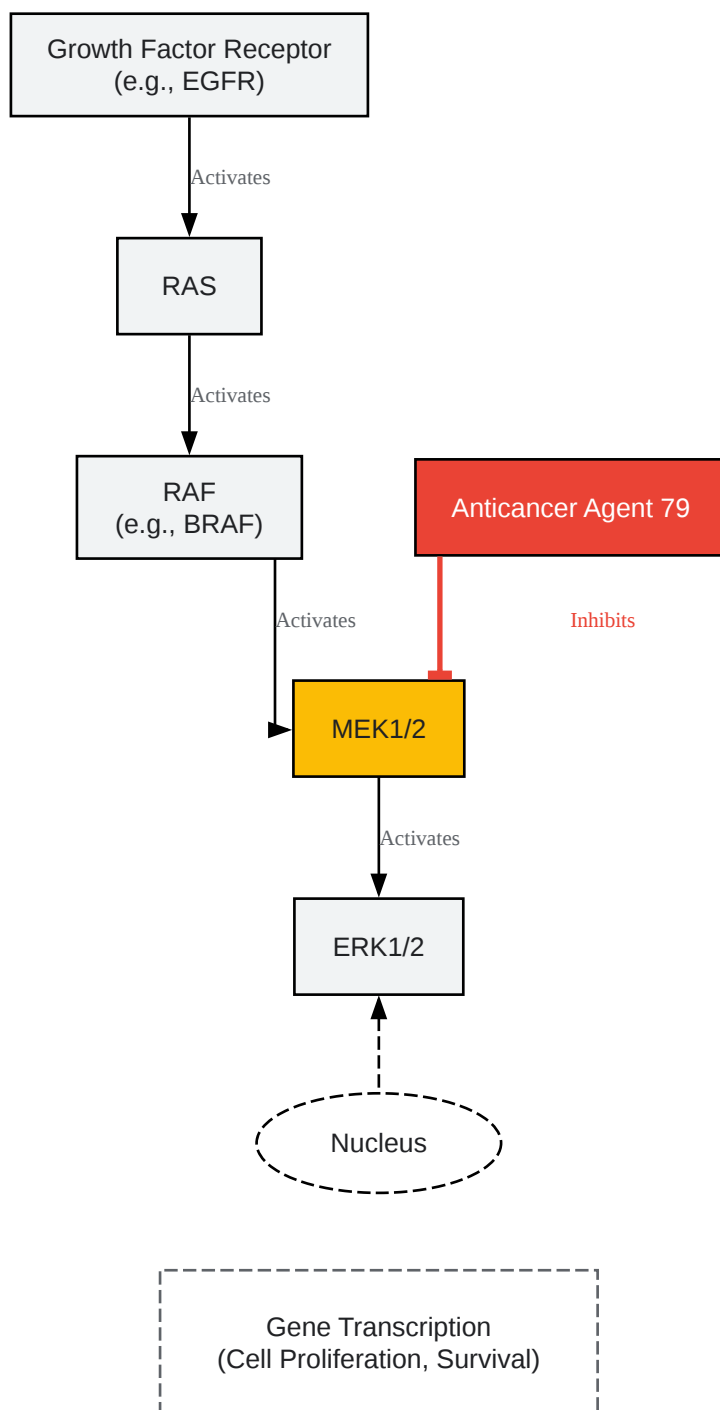 Growth Factor Receptor
(e.g., EGFR)
Activates
RAS
Activates
RAF
(e.g., BRAF)
Anticancer Agent 79
Activates
Inhibits
MEK1/2
Activates
ERK1/2
Nucleus
Gene Transcription
(Cell Proliferation, Survival)